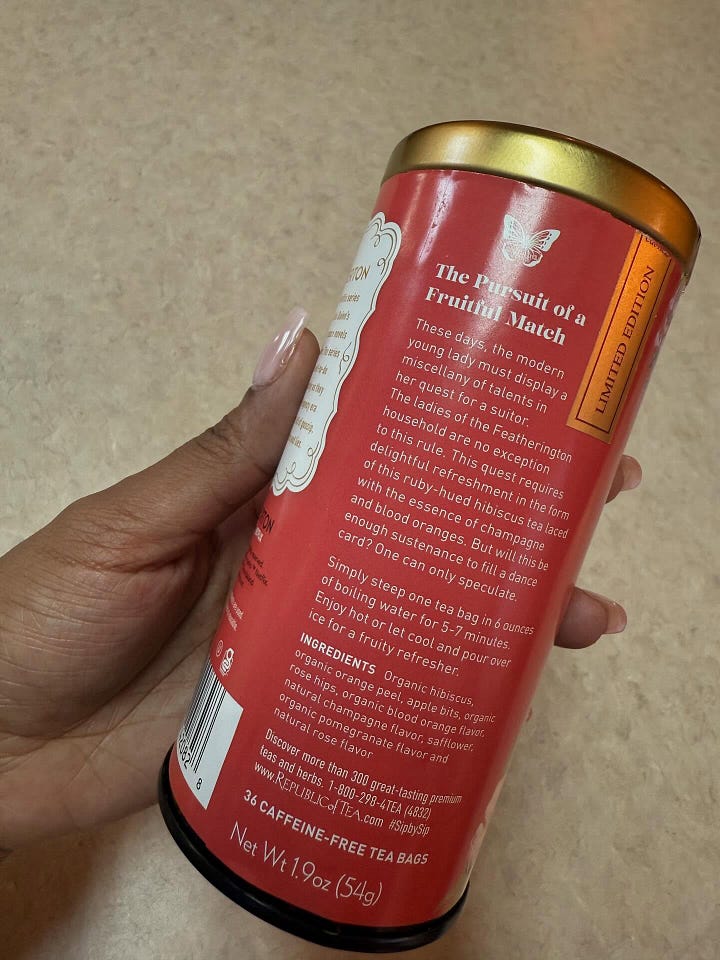 The Pursuit of a
Fruitful Match
These days, the modern
young lady must display a
miscellany of talents in
her quest for a suitor.
The ladies of the Featherington
household are no exception
to this rule. This quest requires
delightful refreshment in the form
of this ruby-hued hibiscus tea laced
with the essence of champagne
and blood oranges. But will this be
enough sustenance to fill a dance
card? One can only speculate.
Simply steep one tea bag in 6 ounces
of boiling water for 5-7 minutes.
Enjoy hot or let cool and pour over
ice for a fruity refresher.
INGREDIENTS Organic hibiscus,
organic orange peel, apple bits, organic
rose hips, organic blood orange flavor,
natural champagne flavor, safflower,
organic pomegranate flavor and
natural rose flavor
Discover more than 300 great-tasting premium
teas and herbs. 1-800-298-4TEA (4832)
www.REPUBLICofTEA.com #SipbySip
36 CAFFEINE-FREE TEA BAGS
Net Wt 1.9oz (54g)
LIMITED EDITION
8